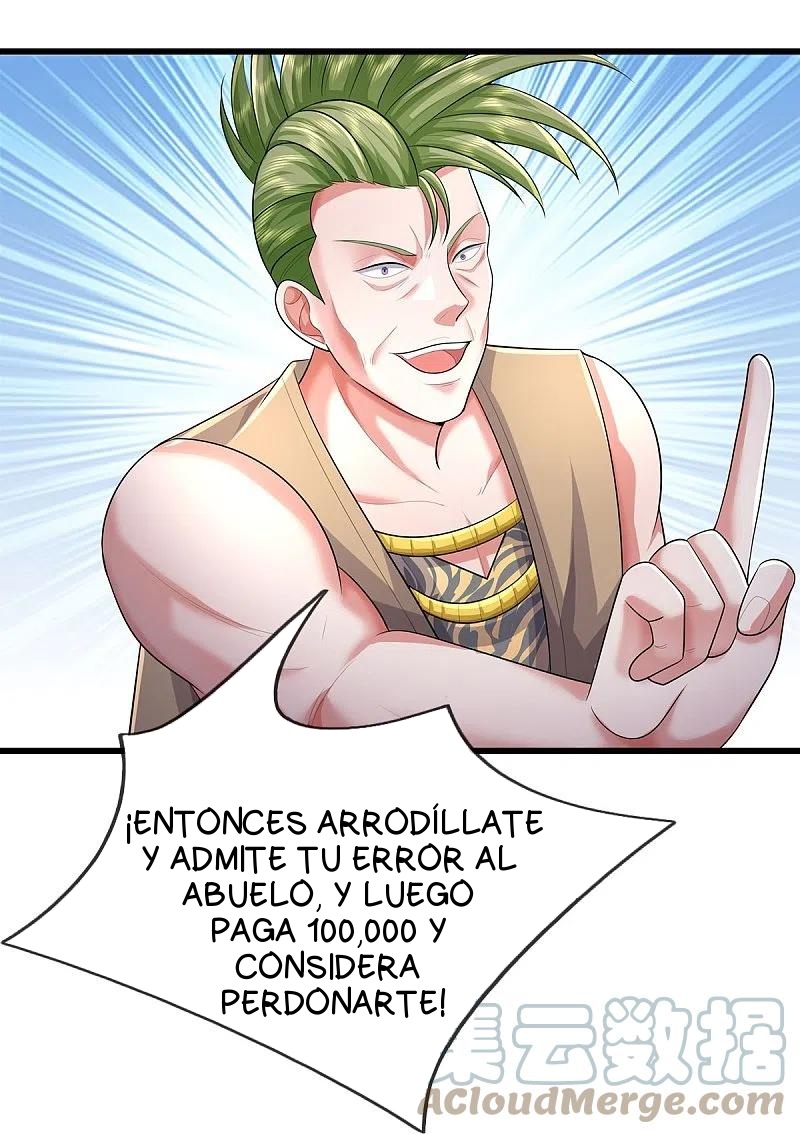 ¡ENTONCES ARRODÍLLATE
Y ADMITE TU ERROR AL
ABUELO, Y LUEGO
PAGA 100,000 Y
CONSIDERA
PERDONARTE!
集云数据
ACloudMerge.com